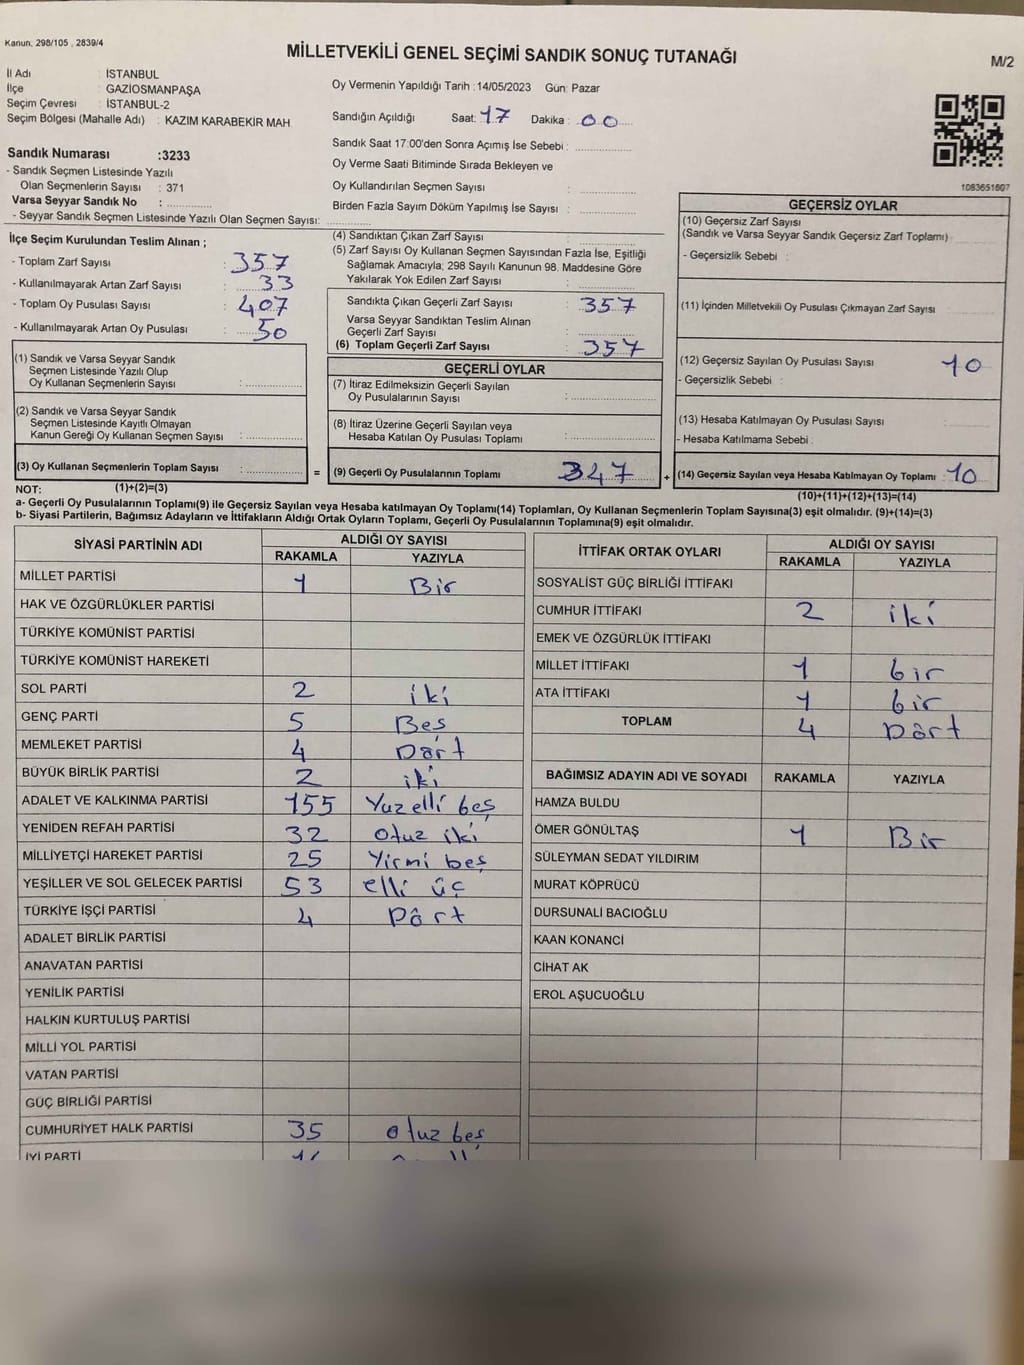 Kanun, 298/105 , 2839/4
MİLLETVEKİLİ GENEL SEÇİMİ SANDIK SONUÇ TUTANAĞI
M/2
İl Adı : İSTANBUL
İlçe : GAZİOSMANPAŞA
Seçim Çevresi : İSTANBUL-2
Seçim Bölgesi (Mahalle Adı) : KAZIM KARABEKİR MAH
Sandık Numarası :3233
- Sandık Seçmen Listesinde Yazılı
Olan Seçmenlerin Sayısı : 371
Varsa Seyyar Sandık No :
- Seyyar Sandık Seçmen Listesinde Yazılı Olan Seçmen Sayısı:
Oy Vermenin Yapıldığı Tarih :14/05/2023 Gün: Pazar
Sandığın Açıldığı Saat: 17 Dakika : 00
Sandık Saat 17:00'den Sonra Açımış İse Sebebi :
Oy Verme Saati Bitiminde Sırada Bekleyen ve
Oy Kullandırılan Seçmen Sayısı :
Birden Fazla Sayım Döküm Yapılmış İse Sayısı :
1083651607
İlçe Seçim Kurulundan Teslim Alınan ;
- Toplam Zarf Sayısı : 357
- Kullanılmayarak Artan Zarf Sayısı : 33
- Toplam Oy Pusulası Sayısı : 407
- Kullanılmayarak Artan Oy Pusulası : 50
(1) Sandık ve Varsa Seyyar Sandık
Seçmen Listesinde Yazılı Olup
Oy Kullanan Seçmenlerin Sayısı :
(2) Sandık ve Varsa Seyyar Sandık
Seçmen Listesinde Kayıtlı Olmayan
Kanun Gereği Oy Kullanan Seçmen Sayısı :
(3) Oy Kullanan Seçmenlerin Toplam Sayısı :
(1)+(2)=(3)
(4) Sandıktan Çıkan Zarf Sayısı :
(5) Zarf Sayısı Oy Kullanan Seçmen Sayısından Fazla İse, Eşitliği
Sağlamak Amacıyla; 298 Sayılı Kanunun 98. Maddesine Göre
Yakılarak Yok Edilen Zarf Sayısı :
Sandıkta Çıkan Geçerli Zarf Sayısı : 357
Varsa Seyyar Sandıktan Teslim Alınan
Geçerli Zarf Sayısı :
(6) Toplam Geçerli Zarf Sayısı : 357
GEÇERLİ OYLAR
(7) İtiraz Edilmeksizin Geçerli Sayılan
Oy Pusulalarının Sayısı :
(8) İtiraz Üzerine Geçerli Sayılan veya
Hesaba Katılan Oy Pusulası Toplamı :
= (9) Geçerli Oy Pusulalarının Toplamı : 347 +
GEÇERSİZ OYLAR
(10) Geçersiz Zarf Sayısı
(Sandık ve Varsa Seyyar Sandık Geçersiz Zarf Toplamı) :
- Geçersizlik Sebebi :
(11) İçinden Milletvekili Oy Pusulası Çıkmayan Zarf Sayısı :
(12) Geçersiz Sayılan Oy Pusulası Sayısı : 10
- Geçersizlik Sebebi :
(13) Hesaba Katılmayan Oy Pusulası Sayısı :
- Hesaba Katılmama Sebebi :
(14) Geçersiz Sayılan veya Hesaba Katılmayan Oy Toplamı : 10
(10)+(11)+(12)+(13)=(14)
NOT:
a- Geçerli Oy Pusulalarının Toplamı(9) ile Geçersiz Sayılan veya Hesaba katılmayan Oy Toplamı(14) Toplamları, Oy Kullanan Seçmenlerin Toplam Sayısına(3) eşit olmalıdır. (9)+(14)=(3)
b- Siyasi Partilerin, Bağımsız Adayların ve İttifakların Aldığı Ortak Oyların Toplamı, Geçerli Oy Pusulalarının Toplamına(9) eşit olmalıdır.
SİYASİ PARTİNİN ADI ALDIĞI OY SAYISI
RAKAMLA YAZIYLA
MİLLET PARTİSİ 1 Bir
HAK VE ÖZGÜRLÜKLER PARTİSİ
TÜRKİYE KOMÜNİST PARTİSİ
TÜRKİYE KOMÜNİST HAREKETİ
SOL PARTİ 2 iki
GENÇ PARTİ 5 Beş
MEMLEKET PARTİSİ 4 Dört
BÜYÜK BİRLİK PARTİSİ 2 iki
ADALET VE KALKINMA PARTİSİ 155 Yuz elli beş
YENİDEN REFAH PARTİSİ 32 otuz iki
MİLLİYETÇİ HAREKET PARTİSİ 25 Yirmi beş
YEŞİLLER VE SOL GELECEK PARTİSİ 53 elli üç
TÜRKİYE İŞÇİ PARTİSİ 4 Dört
ADALET BİRLİK PARTİSİ
ANAVATAN PARTİSİ
YENİLİK PARTİSİ
HALKIN KURTULUŞ PARTİSİ
MİLLİ YOL PARTİSİ
VATAN PARTİSİ
GÜÇ BİRLİĞİ PARTİSİ
CUMHURİYET HALK PARTİSİ 35 otuz beş
İYİ PARTİ
İTTİFAK ORTAK OYLARI ALDIĞI OY SAYISI
RAKAMLA YAZIYLA
SOSYALİST GÜÇ BİRLİĞİ İTTİFAKI
CUMHUR İTTİFAKI 2 iki
EMEK VE ÖZGÜRLÜK İTTİFAKI
MİLLET İTTİFAKI 1 bir
ATA İTTİFAKI 1 bir
TOPLAM 4 Dört
BAĞIMSIZ ADAYIN ADI VE SOYADI RAKAMLA YAZIYLA
HAMZA BULDU
ÖMER GÖNÜLTAŞ 1 Bir
SÜLEYMAN SEDAT YILDIRIM
MURAT KÖPRÜCÜ
DURSUNALİ BACIOĞLU
KAAN KONANCİ
CİHAT AK
EROL AŞUCUOĞLU